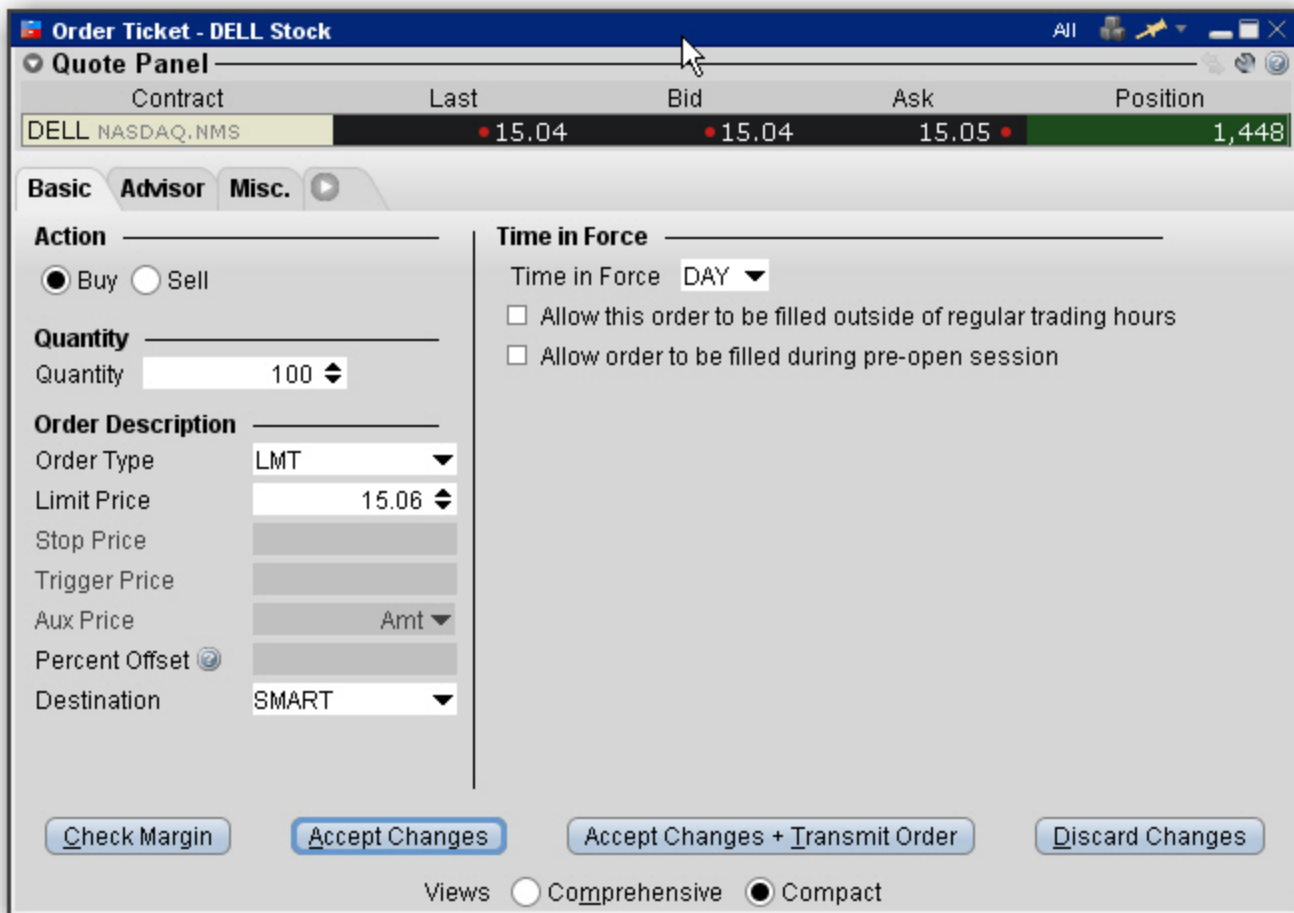 Order Ticket - DELL Stock All
Quote Panel
Contract Last Bid Ask Position
DELL NASDAQ.NMS 15.04 15.04 15.05 1,448
Basic Advisor Misc.
Action
Buy Sell
Quantity
Quantity 100
Order Description
Order Type LMT
Limit Price 15.06
Stop Price
Trigger Price
Aux Price Amt
Percent Offset
Destination SMART
Time in Force
Time in Force DAY
Allow this order to be filled outside of regular trading hours
Allow order to be filled during pre-open session
Check Margin Accept Changes Accept Changes + Transmit Order Discard Changes
Views Comprehensive Compact